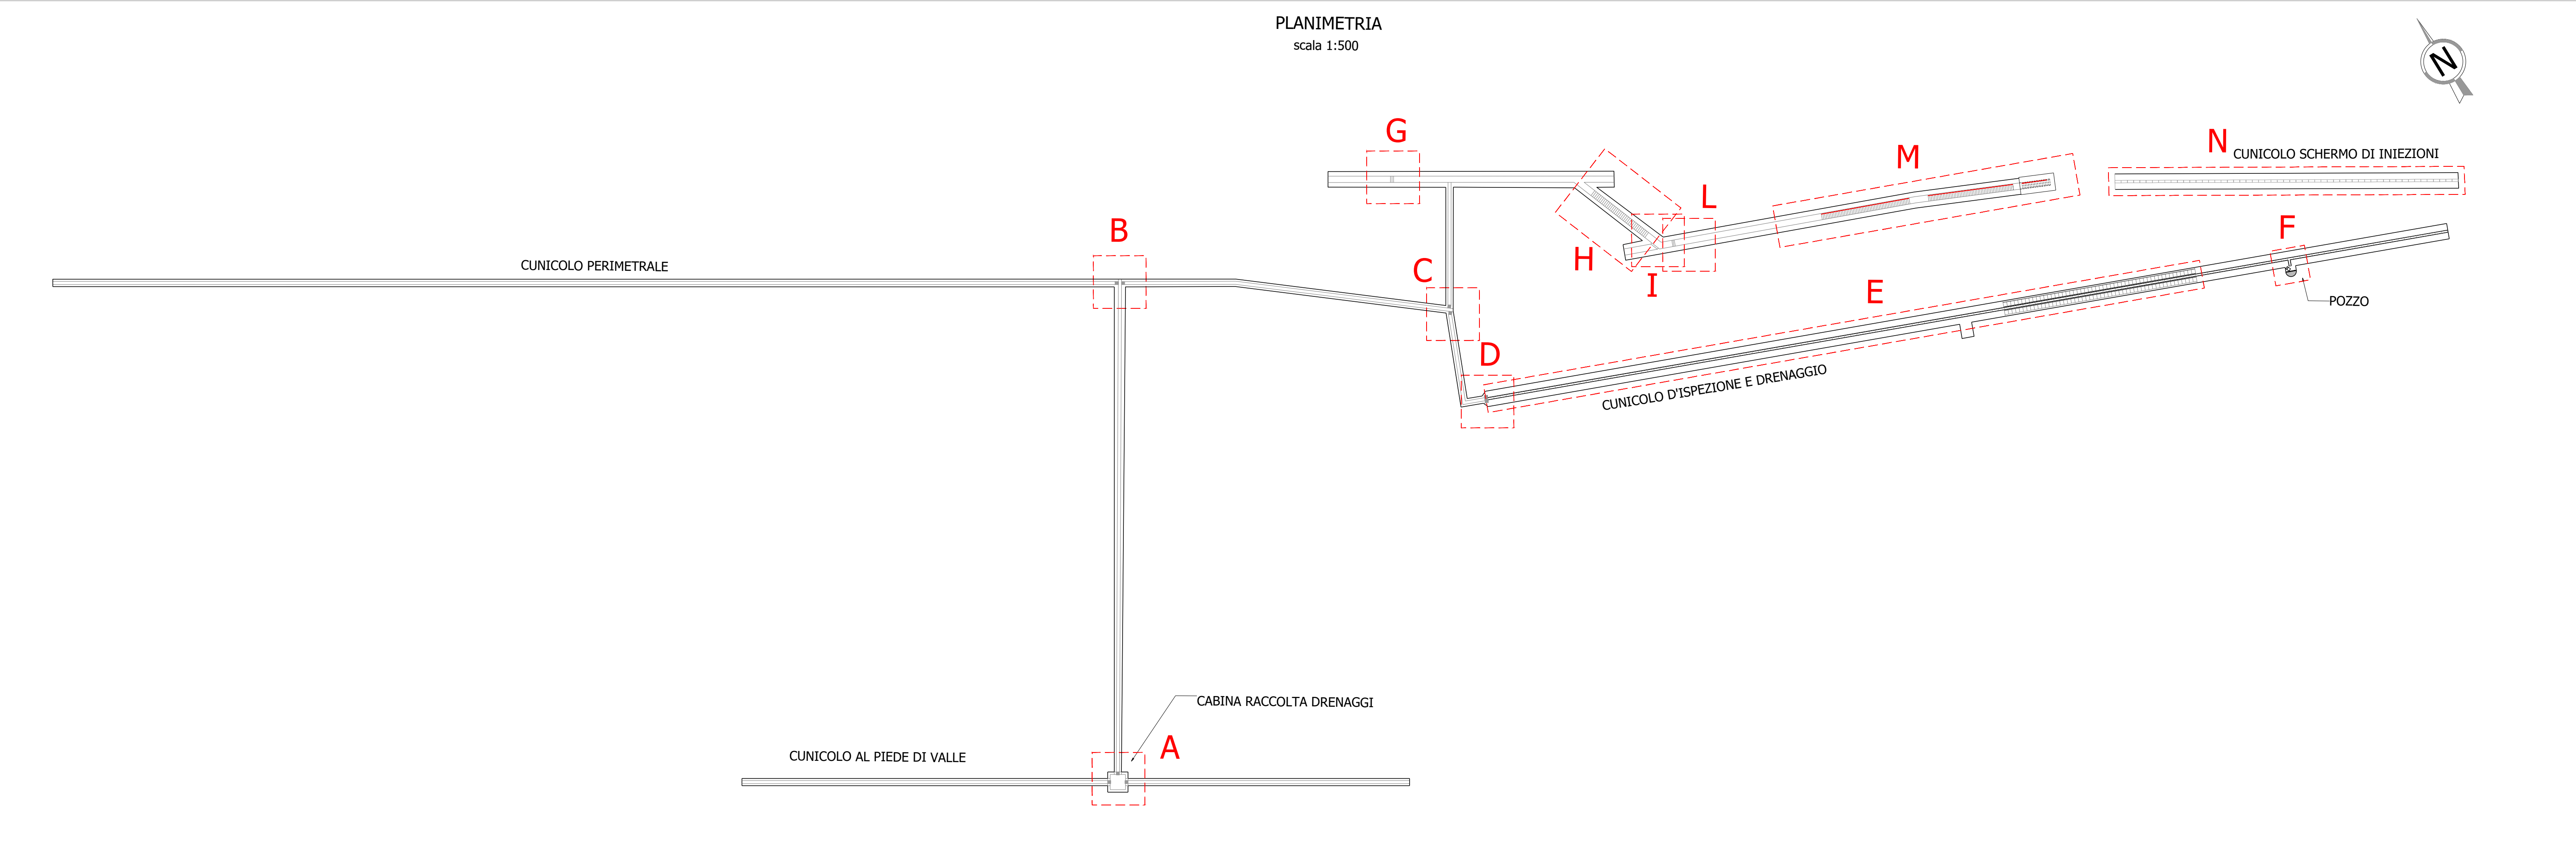 PLANIMETRIA
scala 1:500
N
G
M
N
CUNICOLO SCHERMO DI INIEZIONI
L
B
F
CUNICOLO PERIMETRALE
H
C
I
E
POZZO
D
CUNICOLO D'ISPEZIONE E DRENAGGIO
CABINA RACCOLTA DRENAGGI
A
CUNICOLO AL PIEDE DI VALLE